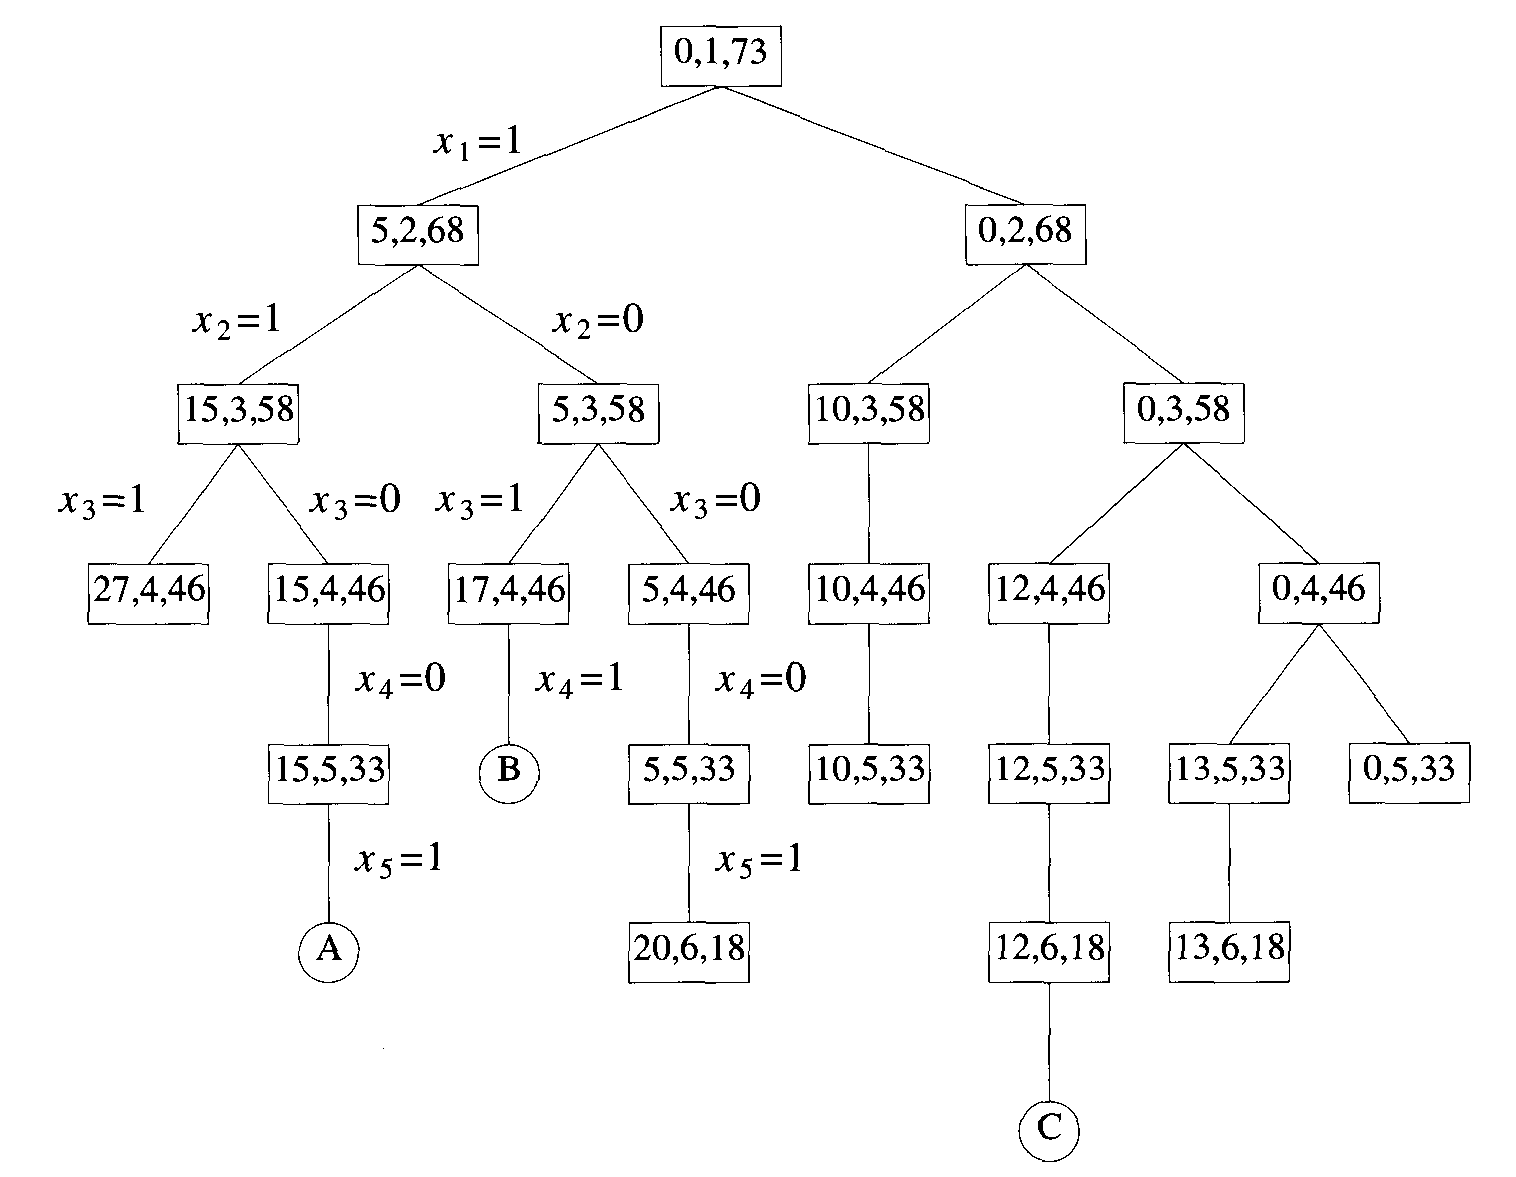 0,1,73
x₁=1
5,2,68
0,2,68
x₂=1
x₂=0
15,3,58
5,3,58
10,3,58
0,3,58
x₃=1
x₃=0
x₃=1
x₃=0
27,4,46
15,4,46
17,4,46
5,4,46
10,4,46
12,4,46
0,4,46
x₄=0
x₄=1
x₄=0
15,5,33
B
5,5,33
10,5,33
12,5,33
13,5,33
0,5,33
x₅=1
x₅=1
A
20,6,18
12,6,18
13,6,18
C